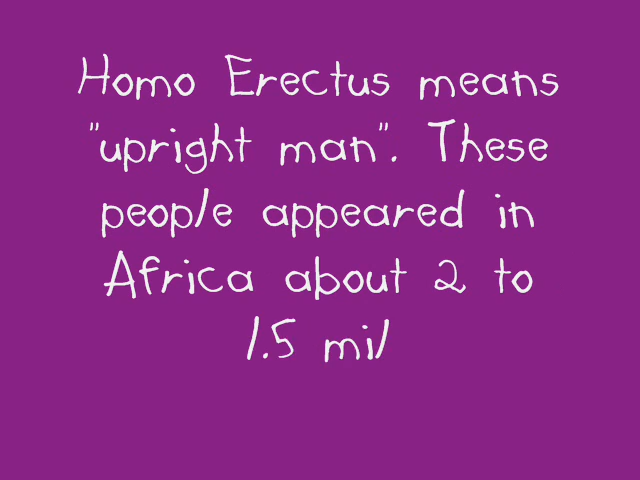 Homo Erectus means
"upright man". These
people appeared in
Africa about 2 to
1.5 mil